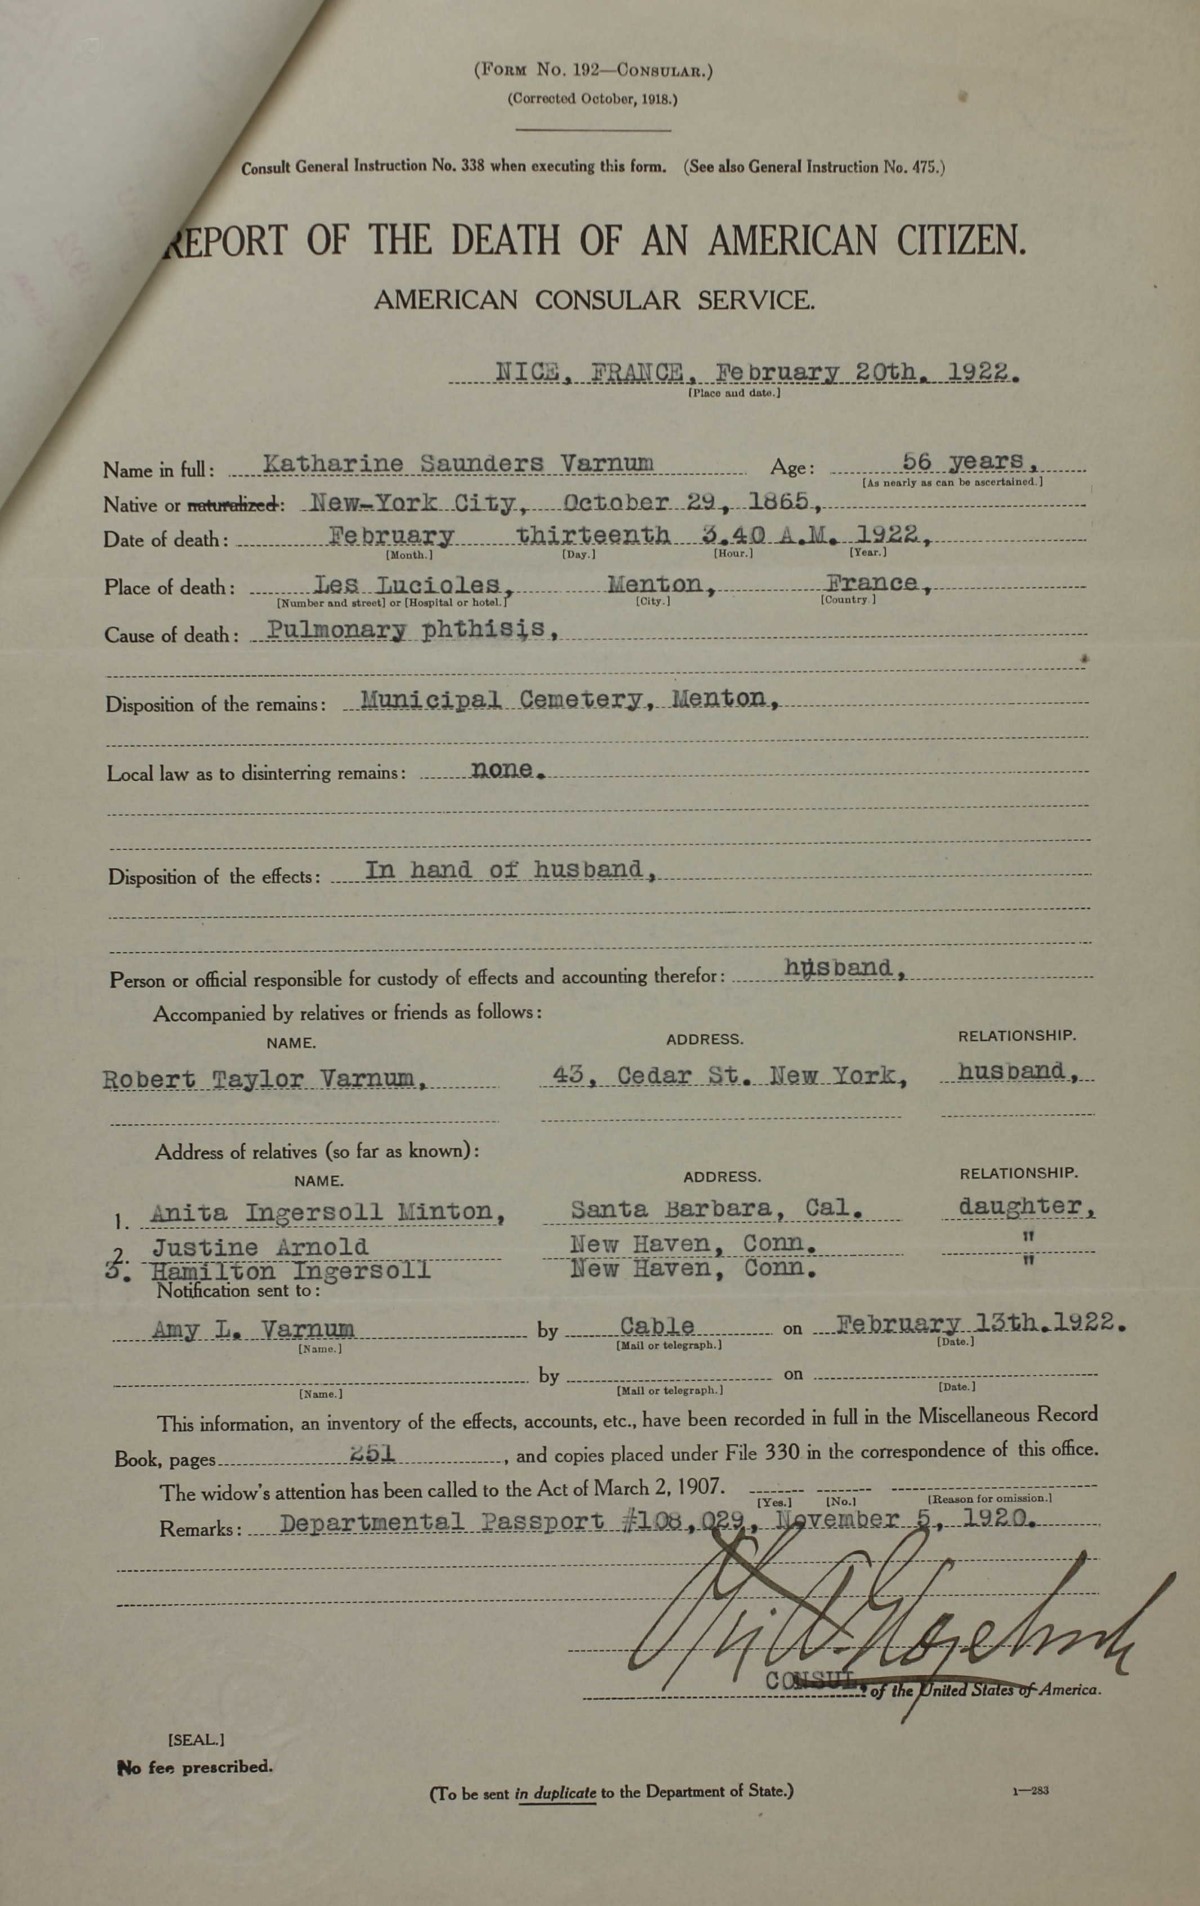 (Form No. 192—Consular.)
(Corrected October, 1918.)
Consult General Instruction No. 338 when executing this form. (See also General Instruction No. 475.)
REPORT OF THE DEATH OF AN AMERICAN CITIZEN.
AMERICAN CONSULAR SERVICE.
NICE, FRANCE, February 20th. 1922.
[Place and date.]
Name in full: Katharine Saunders Varnum Age: 56 years,
[As nearly as can be ascertained.]
Native or naturalized: New-York City, October 29, 1865,
Date of death: February thirteenth 3.40 A.M. 1922,
[Month.] [Day.] [Hour.] [Year.]
Place of death: Les Lucioles, Menton, France,
[Number and street] or [Hospital or hotel.] [City.] [Country.]
Cause of death: Pulmonary phthisis,
Disposition of the remains: Municipal Cemetery, Menton,
Local law as to disinterring remains: none.
Disposition of the effects: In hand of husband,
Person or official responsible for custody of effects and accounting therefor: husband,
Accompanied by relatives or friends as follows:
NAME. ADDRESS. RELATIONSHIP.
Robert Taylor Varnum, 43, Cedar St. New York, husband,
Address of relatives (so far as known):
NAME. ADDRESS. RELATIONSHIP.
1. Anita Ingersoll Minton, Santa Barbara, Cal. daughter,
2. Justine Arnold New Haven, Conn. "
3. Hamilton Ingersoll New Haven, Conn. "
Notification sent to:
Amy L. Varnum by Cable on February 13th.1922.
[Name.] [Mail or telegraph.] [Date.]
by on
[Name.] [Mail or telegraph.] [Date.]
This information, an inventory of the effects, accounts, etc., have been recorded in full in the Miscellaneous Record
Book, pages 251, and copies placed under File 330 in the correspondence of this office.
The widow's attention has been called to the Act of March 2, 1907.
[Yes.] [No.] [Reason for omission.]
Remarks: Departmental Passport #108,029, November 5, 1920.
CONSUL, of the United States of America.
[SEAL.]
No fee prescribed.
(To be sent in duplicate to the Department of State.) 1—283